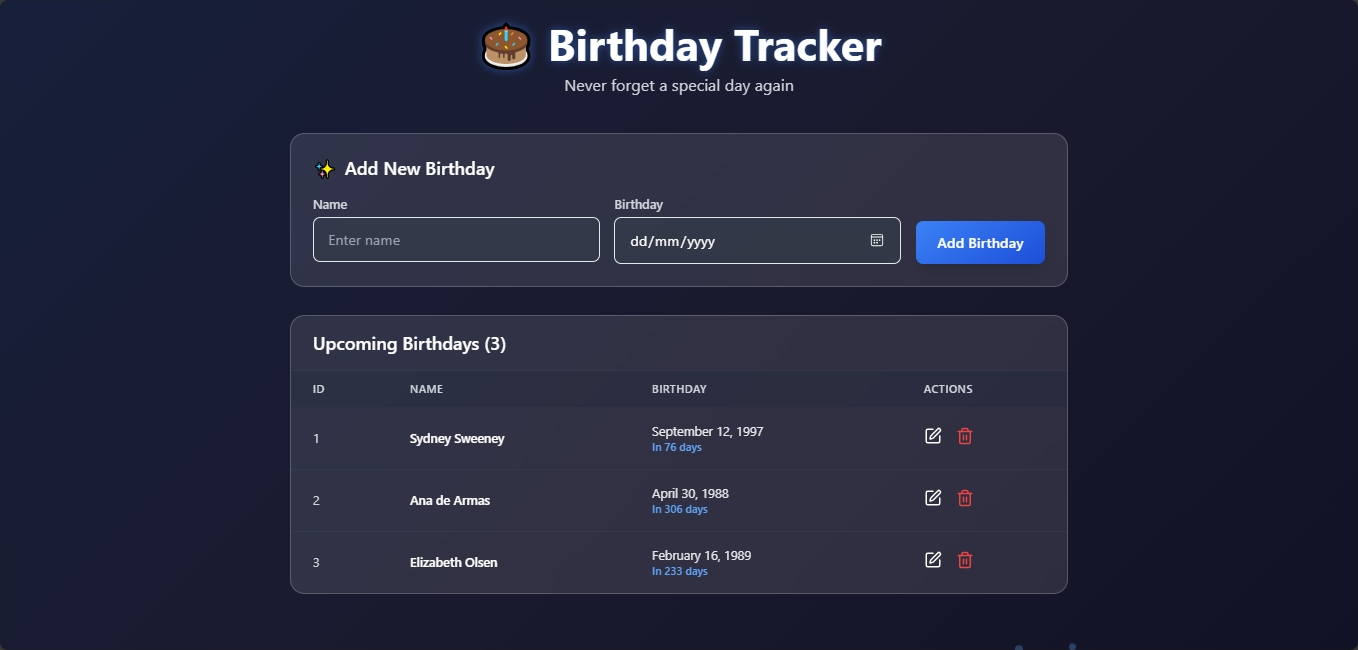 Birthday Tracker
Never forget a special day again
Add New Birthday
Name
Birthday
Enter name
dd/mm/yyyy
Add Birthday
Upcoming Birthdays (3)
ID NAME BIRTHDAY ACTIONS
1 Sydney Sweeney September 12, 1997
In 76 days
2 Ana de Armas April 30, 1988
In 306 days
3 Elizabeth Olsen February 16, 1989
In 233 days